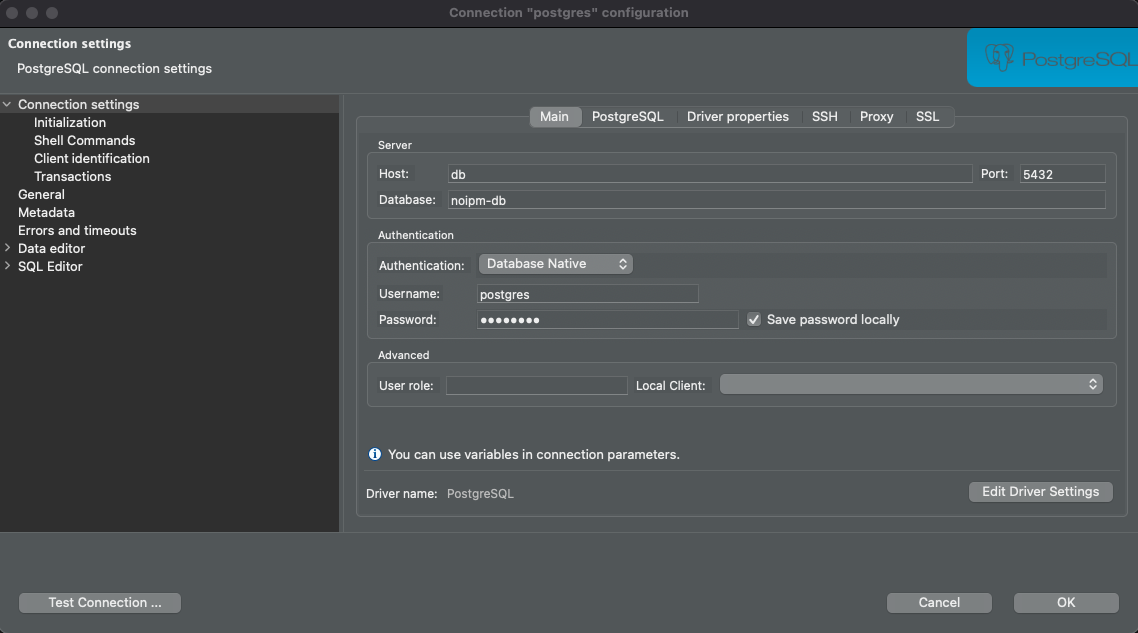 Connection "postgres" configuration
Connection settings
PostgreSQL connection settings
PostgreSQL
Connection settings
Initialization
Shell Commands
Client identification
Transactions
General
Metadata
Errors and timeouts
Data editor
SQL Editor
Main PostgreSQL Driver properties SSH Proxy SSL
Server
Host: db Port: 5432
Database: noipm-db
Authentication
Authentication: Database Native
Username: postgres
Password: ●●●●●●●● Save password locally
Advanced
User role: Local Client:
You can use variables in connection parameters.
Driver name: PostgreSQL Edit Driver Settings
Test Connection ... Cancel OK